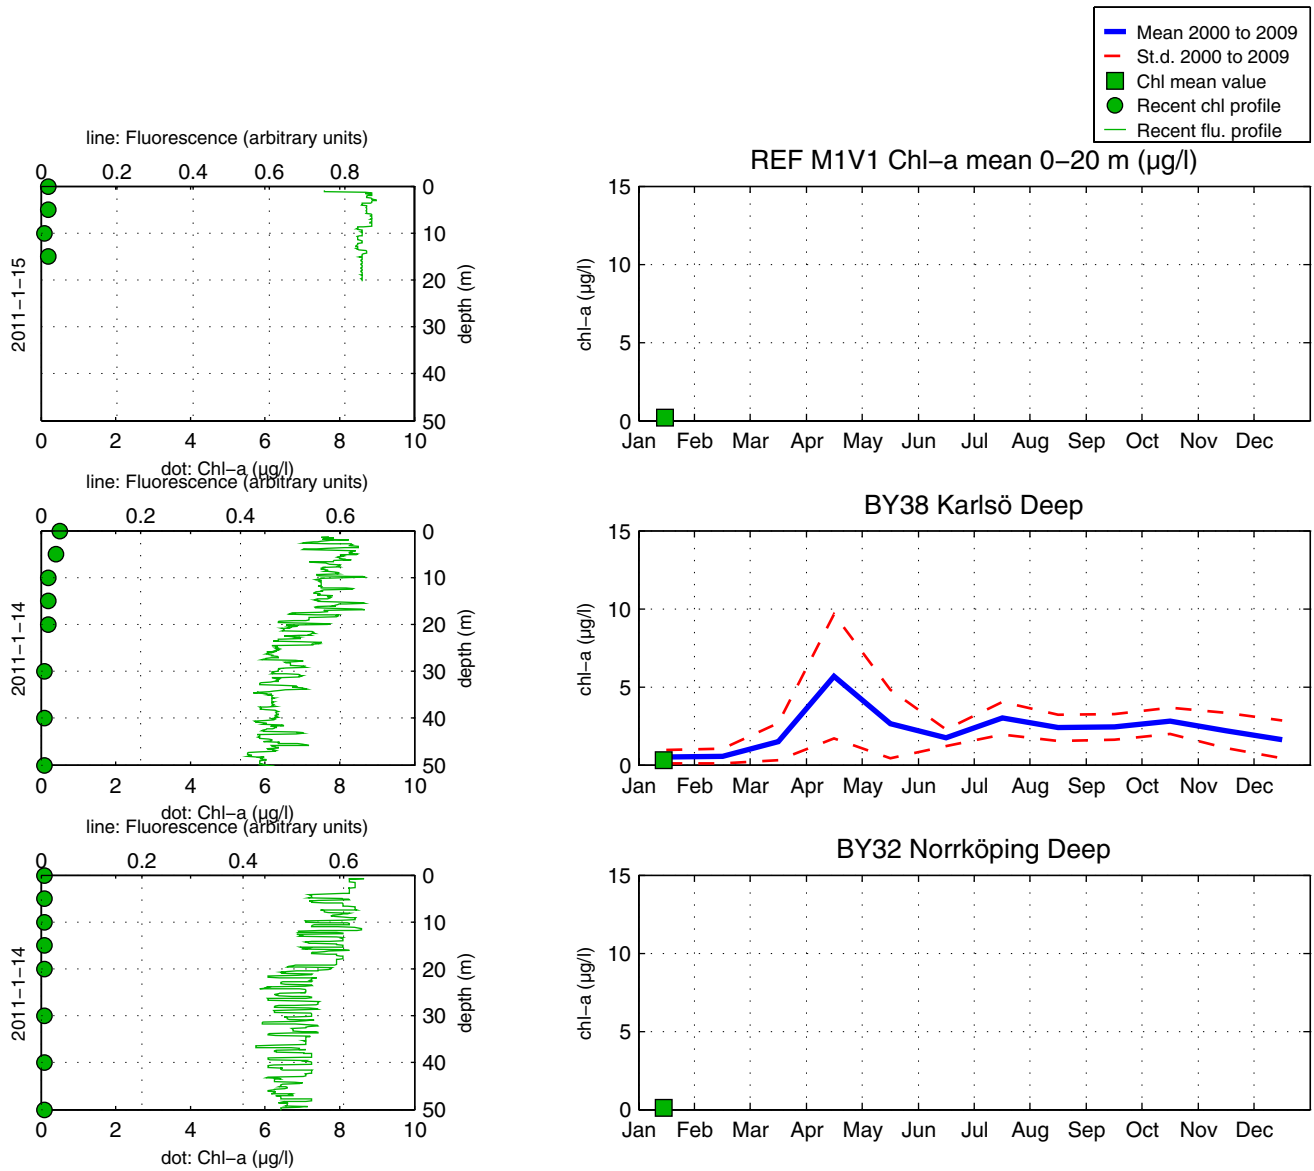 Mean 2000 to 2009
St.d. 2000 to 2009
Chl mean value
Recent chl profile
Recent flu. profile
line: Fluorescence (arbitrary units)
0 0.2 0.4 0.6 0.8
0
10
20
30
40
50
depth (m)
2011-1-15
0 2 4 6 8 10
dot: Chl-a (µg/l)
REF M1V1 Chl-a mean 0-20 m (µg/l)
15
10
5
0
chl-a (µg/l)
Jan Feb Mar Apr May Jun Jul Aug Sep Oct Nov Dec
line: Fluorescence (arbitrary units)
0 0.2 0.4 0.6
0
10
20
30
40
50
depth (m)
2011-1-14
0 2 4 6 8 10
dot: Chl-a (µg/l)
BY38 Karlsö Deep
15
10
5
0
chl-a (µg/l)
Jan Feb Mar Apr May Jun Jul Aug Sep Oct Nov Dec
line: Fluorescence (arbitrary units)
0 0.2 0.4 0.6
0
10
20
30
40
50
depth (m)
2011-1-14
0 2 4 6 8 10
dot: Chl-a (µg/l)
BY32 Norrköping Deep
15
10
5
0
chl-a (µg/l)
Jan Feb Mar Apr May Jun Jul Aug Sep Oct Nov Dec